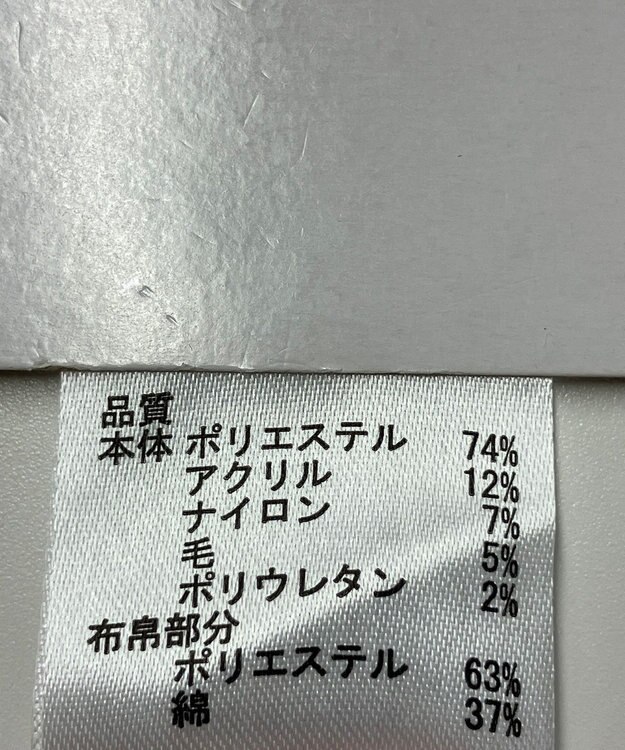 品質
本体 ポリエステル 74%
アクリル 12%
ナイロン 7%
毛 5%
ポリウレタン 2%
布帛部分
ポリエステル 63%
綿 37%